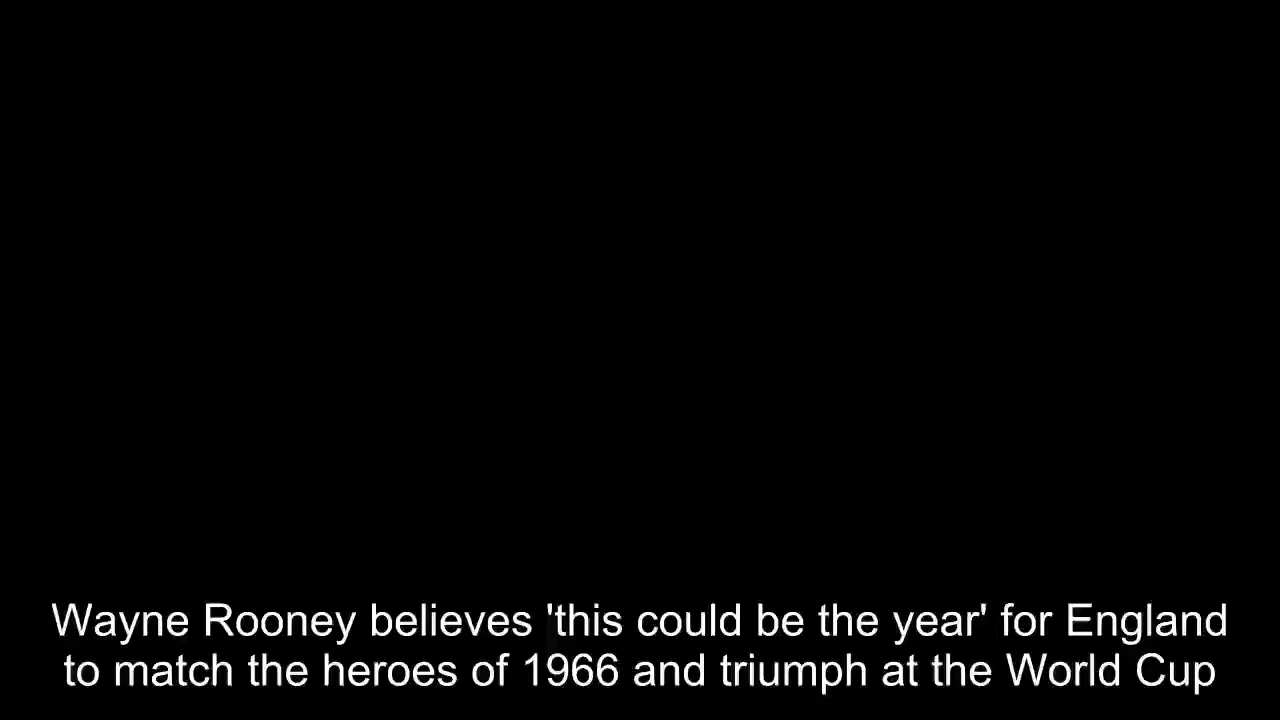 Wayne Rooney believes 'this could be the year' for England
to match the heroes of 1966 and triumph at the World Cup